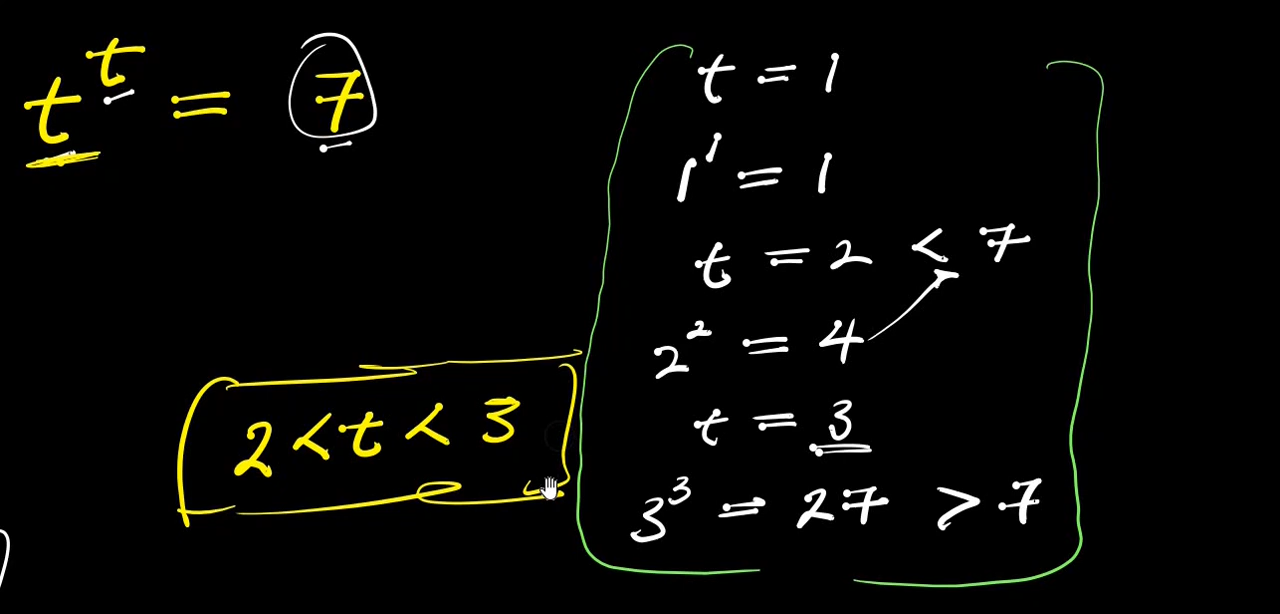 t^t = 7
t = 1
1^1 = 1
t = 2 < 7
2^2 = 4
t = 3
3^3 = 27 > 7
2 < t < 3